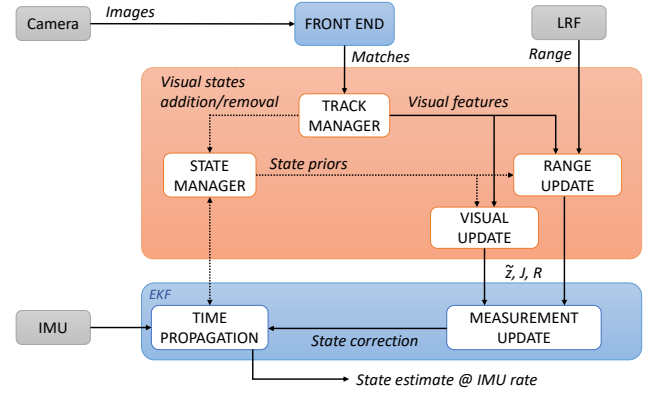 Camera
Images
FRONT END
LRF
Matches
Range
Visual states
addition/removal
TRACK
MANAGER
Visual features
STATE
MANAGER
State priors
RANGE
UPDATE
VISUAL
UPDATE
z̃, J, R
EKF
IMU
TIME
PROPAGATION
State correction
MEASUREMENT
UPDATE
State estimate @ IMU rate